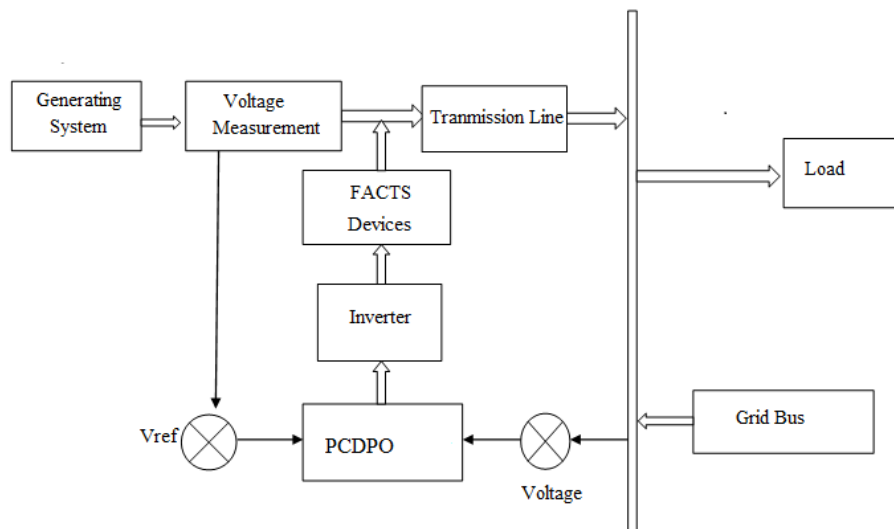 Generating
System
Voltage
Measurement
Tranmission Line
Load
FACTS
Devices
Inverter
Grid Bus
Vref
PCDPO
Voltage